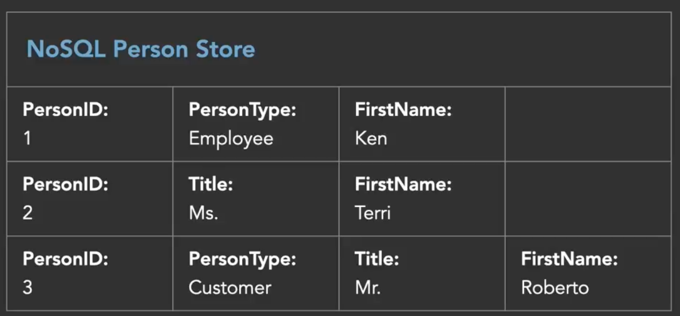 NoSQL Person Store
PersonID: PersonType: FirstName:
1 Employee Ken
PersonID: Title: FirstName:
2 Ms. Terri
PersonID: PersonType: Title: FirstName:
3 Customer Mr. Roberto